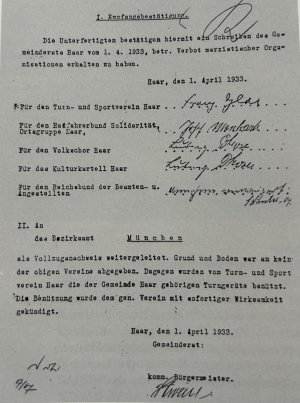 I. Empfangsbestätigung.
Die Unterfertigten bestätigen hiermit ein Schreiben des Ge-
meinderats Haar vom 1. 4. 1933, betr. Verbot marxistischer Orga-
nisationen erhalten zu haben.
Haar, den 1. April 1933.
Für den Turn- und Sportverein Haar
Für den Radfahrerbund Solidarität,
Ortsgruppe Haar,
Für den Volkschor Haar
Für das Kulturkartell Haar
Für den Reichsbund der Beamten- u.
Angestellten
II. An
das Bezirksamt München
als Vollzugsnachweis weitergeleitet. Grund und Boden war an kein
der obigen Vereine abgegeben. Dagegen wurden vom Turn- und Sport
verein Haar die der Gemeinde Haar gehörigen Turngeräte benützt.
Die Benützung wurde dem gen. Verein mit sofortiger Wirksamkeit
gekündigt.
Haar, den 1. April 1933.
Gemeinderat:
komm. Bürgermeister.